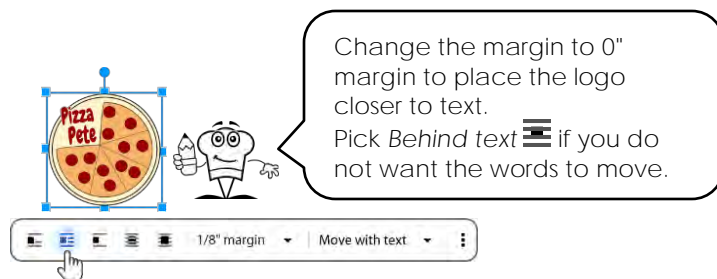 Change the margin to 0"
margin to place the logo
closer to text.
Pick Behind text if you do
not want the words to move.
Pizza
Pete
1/8" margin
Move with text